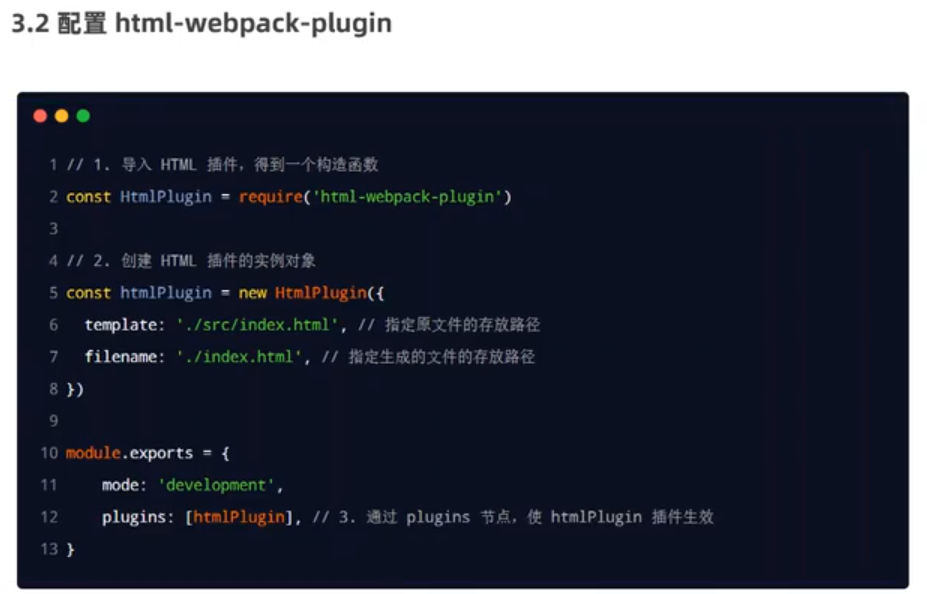 3.2 配置 html-webpack-plugin
1 // 1. 导入 HTML 插件，得到一个构造函数
2 const HtmlPlugin = require('html-webpack-plugin')
3
4 // 2. 创建 HTML 插件的实例对象
5 const htmlPlugin = new HtmlPlugin({
6   template: './src/index.html', // 指定原文件的存放路径
7   filename: './index.html', // 指定生成的文件的存放路径
8 })
9
10 module.exports = {
11     mode: 'development',
12     plugins: [htmlPlugin], // 3. 通过 plugins 节点，使 htmlPlugin 插件生效
13 }